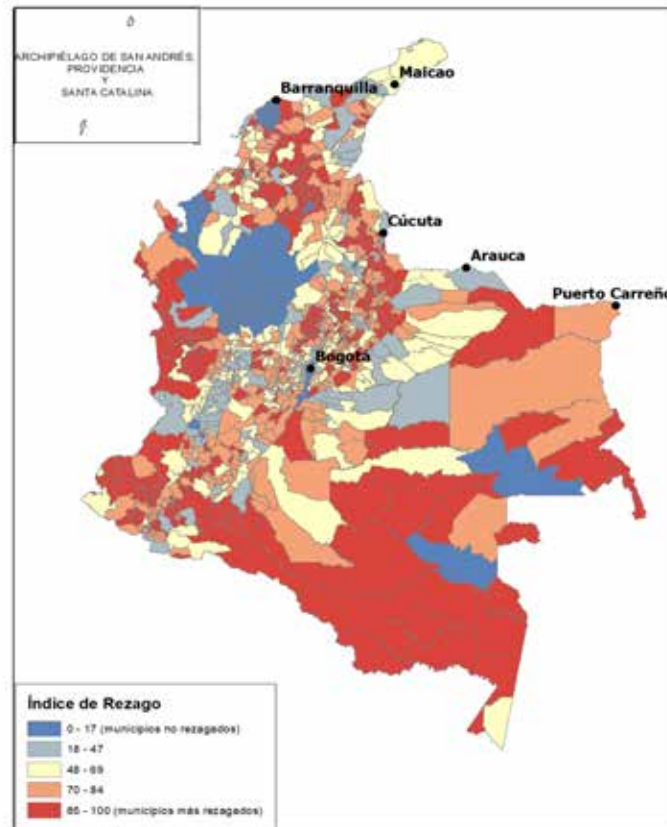 ARCHIPIÉLAGO DE SAN ANDRÉS,
PROVIDENCIA
Y
SANTA CATALINA
Maicao
Barranquilla
Cúcuta
Arauca
Puerto Carreño
Bogotá
Índice de Rezago
0 - 17 (municipios no rezagados)
18 - 47
48 - 69
70 - 84
85 - 100 (municipios más rezagados)